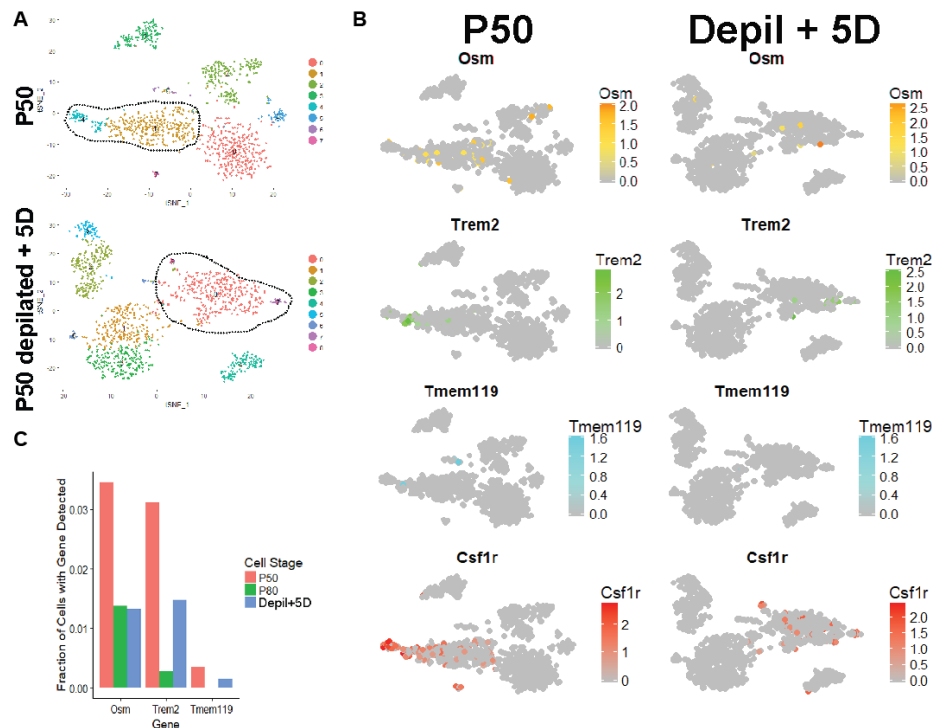 A
P50
tSNE_2
tSNE_1
P50 depilated + 5D
tSNE_2
tSNE_1
B
P50
Depil + 5D
Osm
Osm
2.0
1.5
1.0
0.5
0.0
Osm
Osm
2.5
2.0
1.5
1.0
0.5
0.0
Trem2
Trem2
2
1
0
Trem2
Trem2
2.5
2.0
1.5
1.0
0.5
0.0
Tmem119
Tmem119
1.6
1.2
0.8
0.4
0.0
Tmem119
Tmem119
1.6
1.2
0.8
0.4
0.0
Csf1r
Csf1r
2
1
0
Csf1r
Csf1r
2.0
1.5
1.0
0.5
0.0
C
Fraction of Cells with Gene Detected
0.03
0.02
0.01
0.00
Osm Trem2 Tmem119
Gene
Cell Stage
P50
P80
Depil+5D